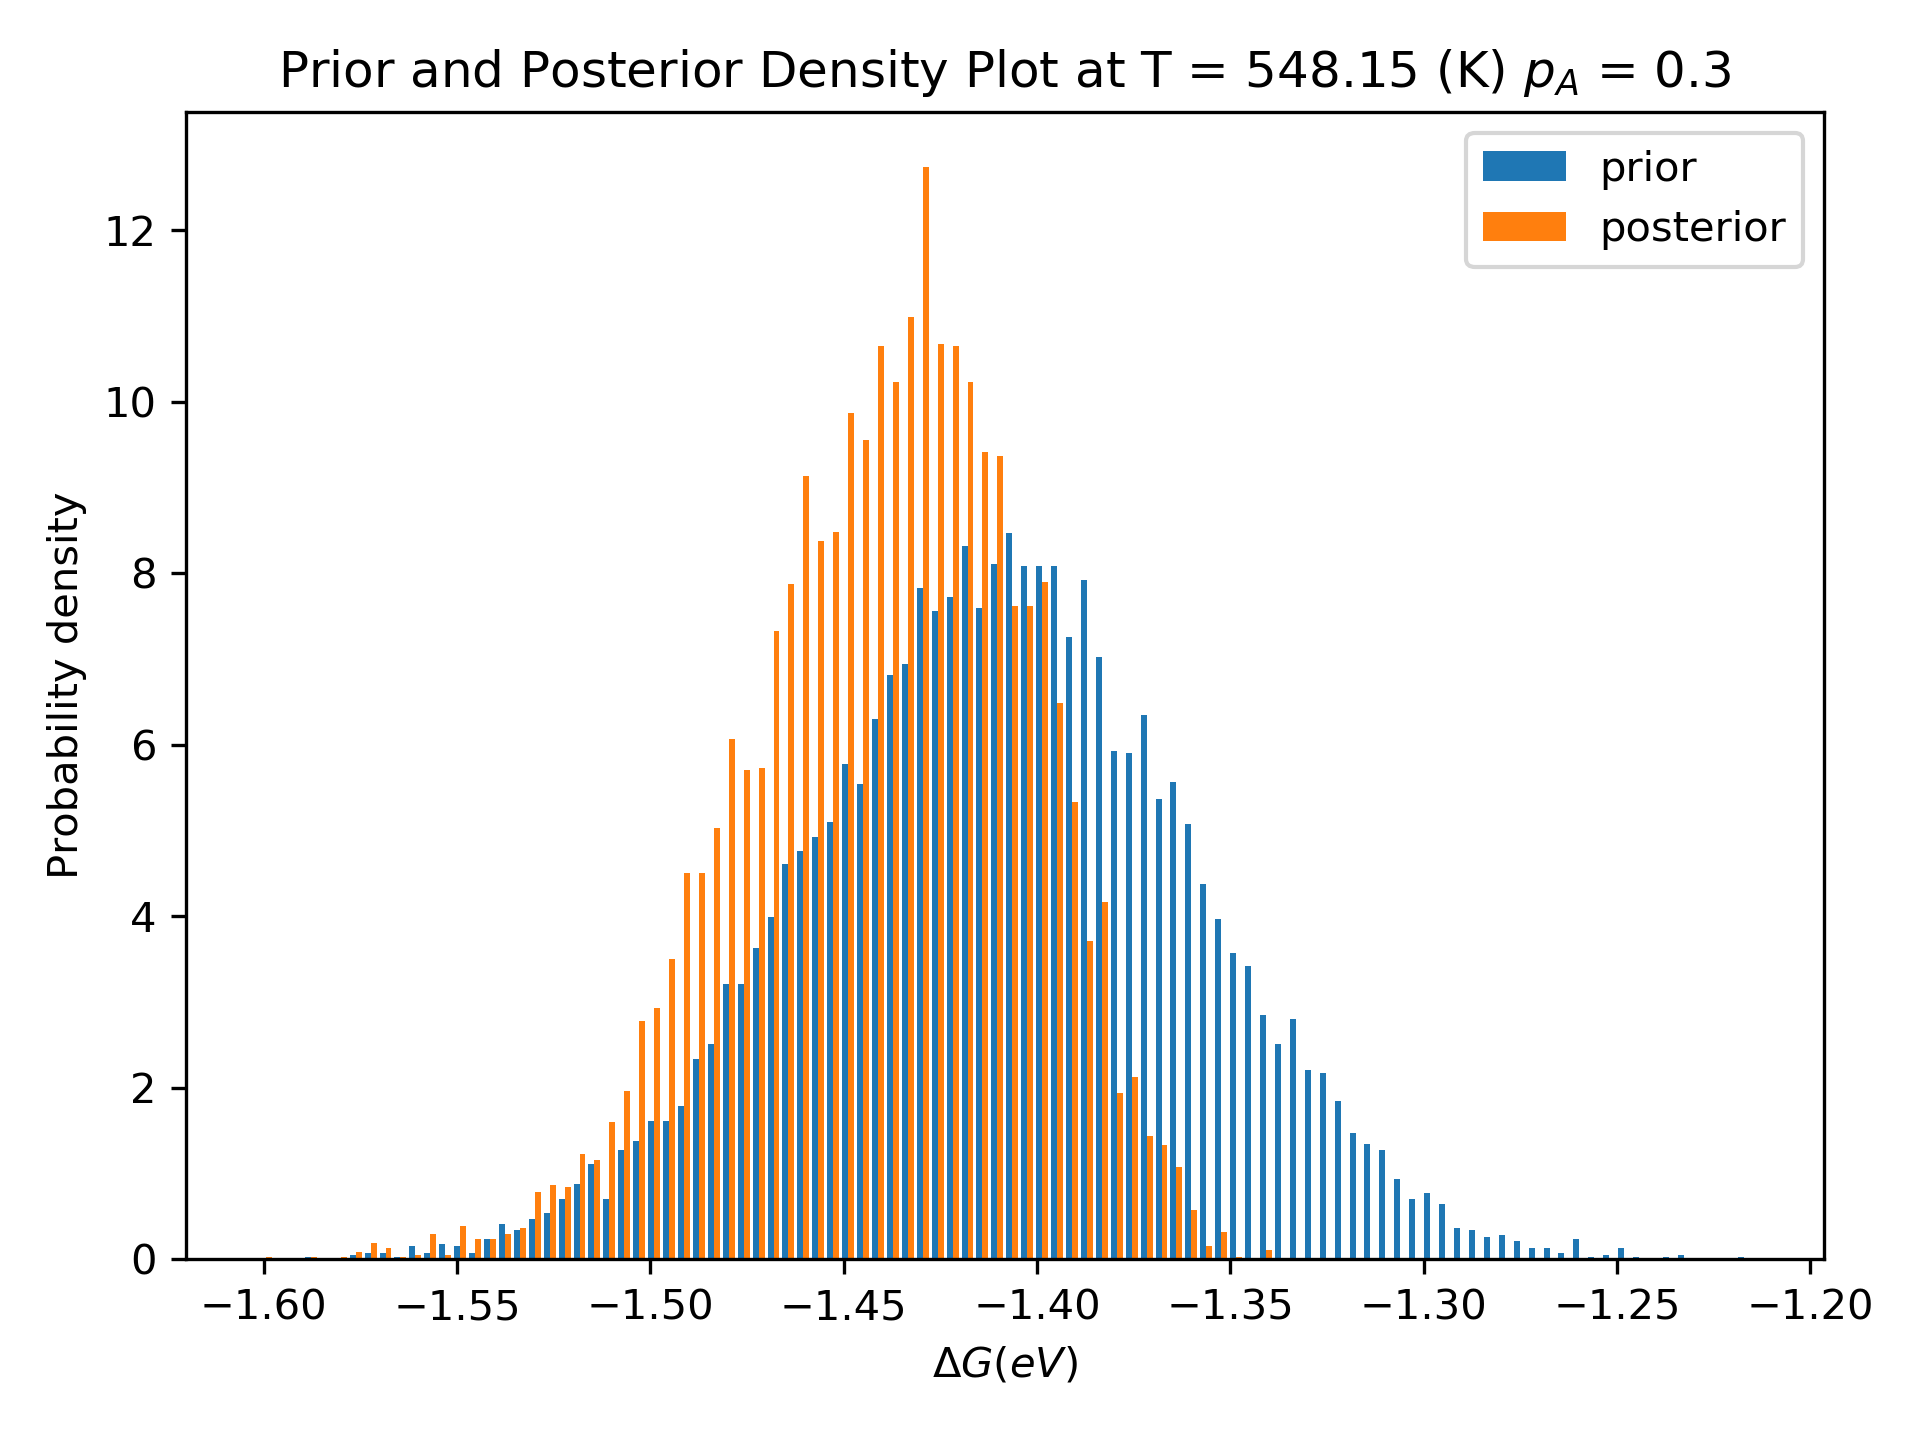 Prior and Posterior Density Plot at T = 548.15 (K) p_A = 0.3
prior
posterior
Probability density
12
10
8
6
4
2
0
−1.60 −1.55 −1.50 −1.45 −1.40 −1.35 −1.30 −1.25 −1.20
ΔG(eV)